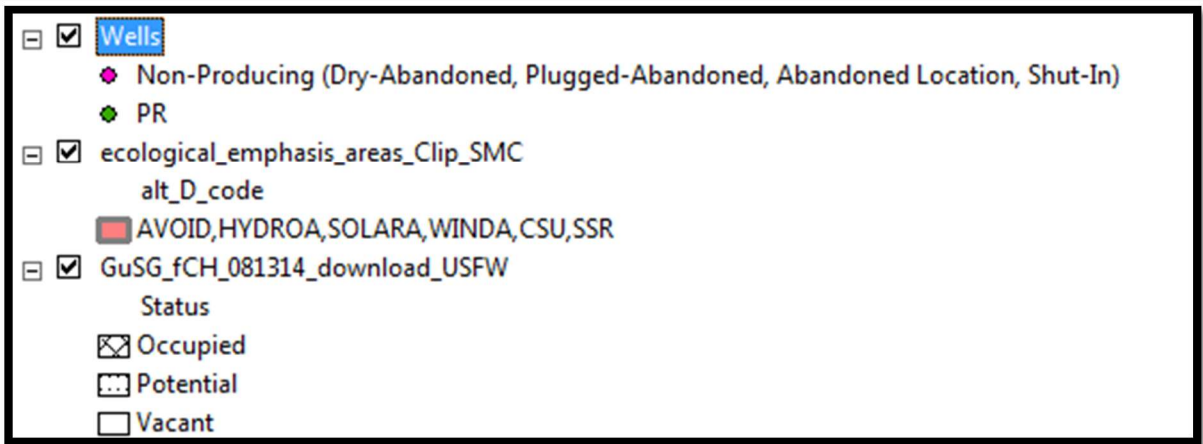 Wells
Non-Producing (Dry-Abandoned, Plugged-Abandoned, Abandoned Location, Shut-In)
PR
ecological_emphasis_areas_Clip_SMC
alt_D_code
AVOID,HYDROA,SOLARA,WINDA,CSU,SSR
GuSG_fCH_081314_download_USFW
Status
Occupied
Potential
Vacant